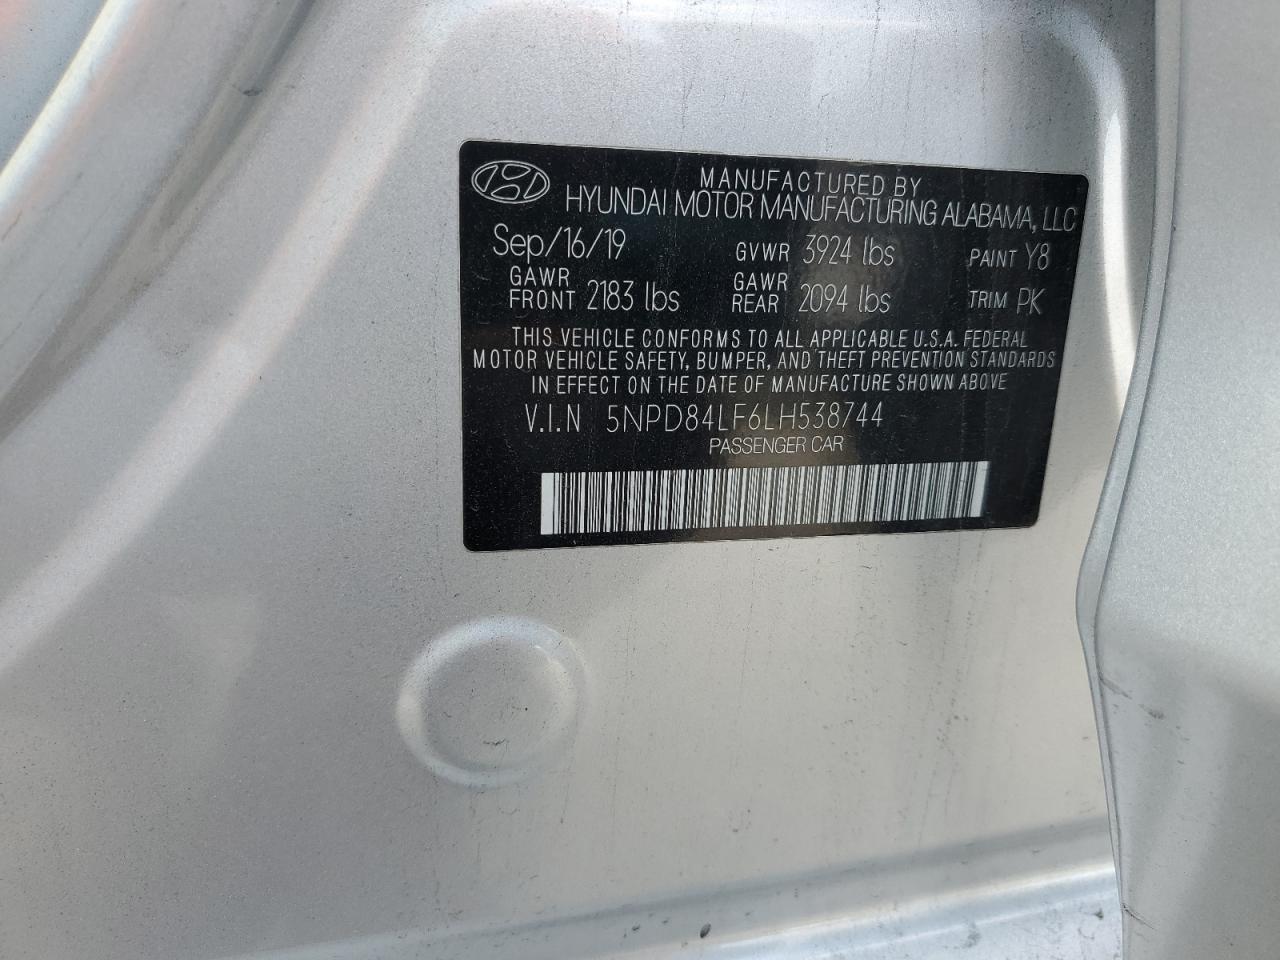 MANUFACTURED BY
HYUNDAI MOTOR MANUFACTURING ALABAMA, LLC
Sep/16/19 GVWR 3924 lbs PAINT Y8
GAWR FRONT 2183 lbs GAWR REAR 2094 lbs TRIM PK
THIS VEHICLE CONFORMS TO ALL APPLICABLE U.S.A. FEDERAL
MOTOR VEHICLE SAFETY, BUMPER, AND THEFT PREVENTION STANDARDS
IN EFFECT ON THE DATE OF MANUFACTURE SHOWN ABOVE
V.I.N 5NPD84LF6LH538744
PASSENGER CAR